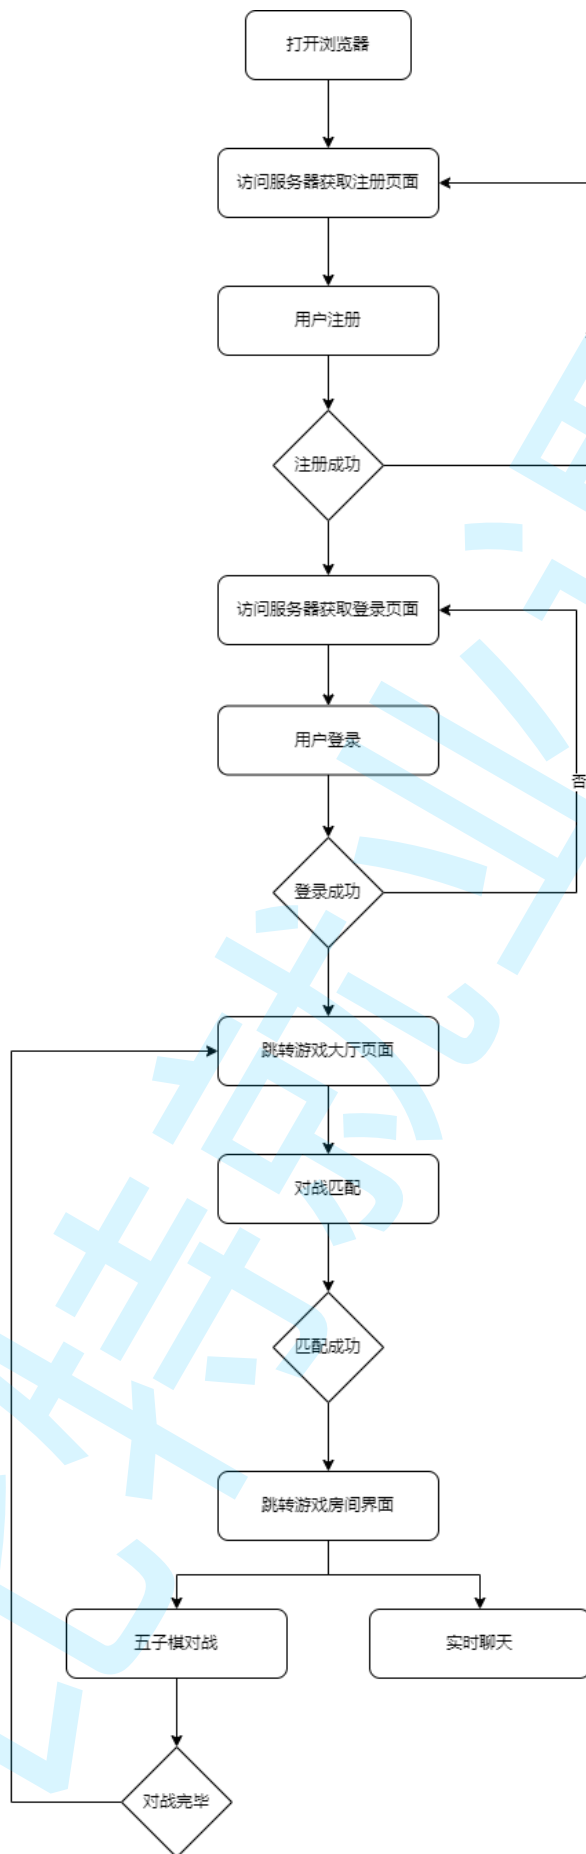 打开浏览器
访问服务器获取注册页面
用户注册
注册成功
访问服务器获取登录页面
用户登录
否
登录成功
跳转游戏大厅页面
对战匹配
匹配成功
跳转游戏房间界面
五子棋对战
实时聊天
对战完毕
特就业